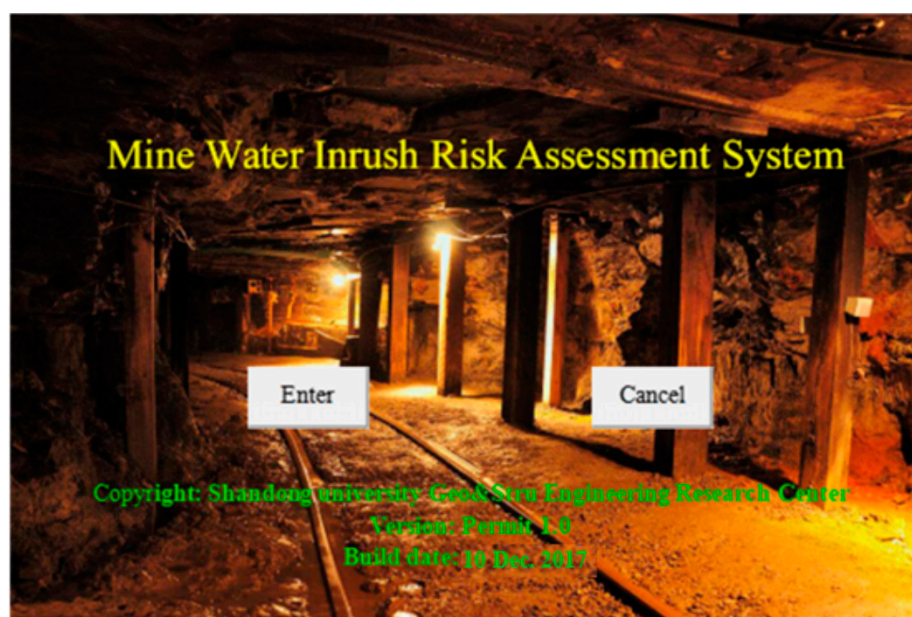 Mine Water Inrush Risk Assessment System
Enter
Cancel
Copyright: Shandong university Geo&Stru Engineering Research Center
Version: Permit 1.0
Build date: 10 Dec. 2017